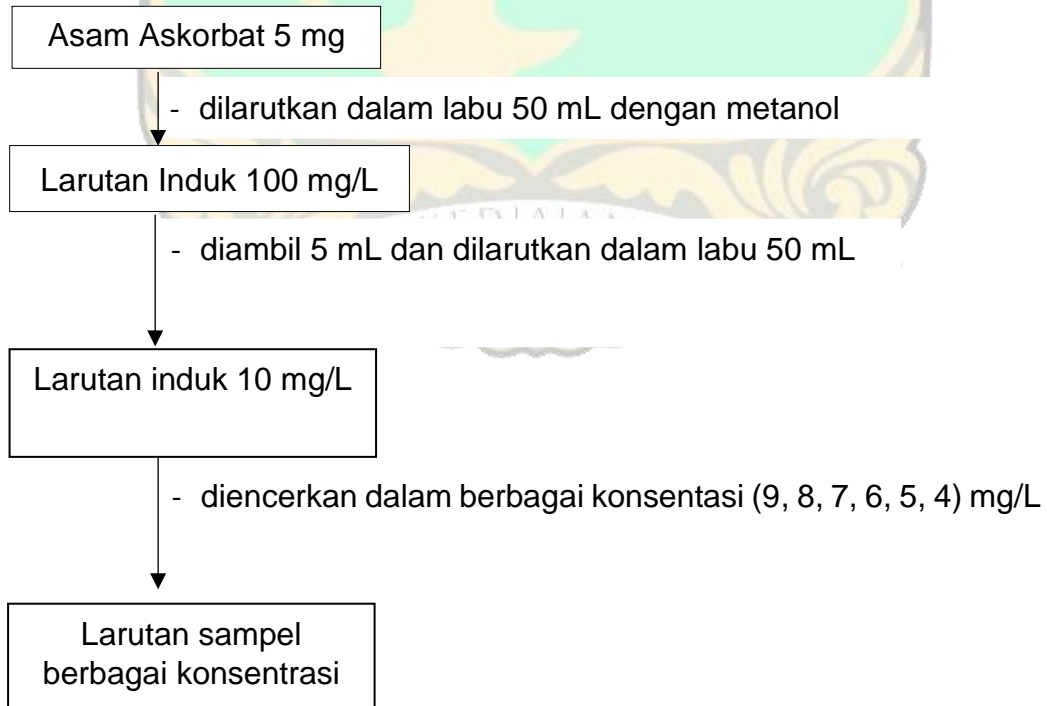 Asam Askorbat 5 mg
- dilarutkan dalam labu 50 mL dengan metanol
Larutan Induk 100 mg/L
- diambil 5 mL dan dilarutkan dalam labu 50 mL
Larutan induk 10 mg/L
- diencerkan dalam berbagai konsentasi (9, 8, 7, 6, 5, 4) mg/L
Larutan sampel
berbagai konsentrasi